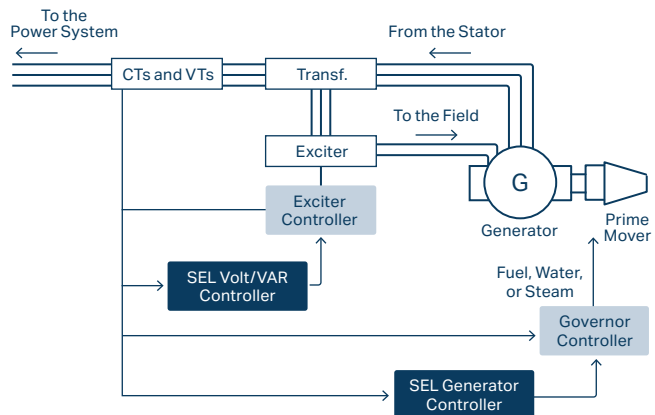 To the
Power System
From the Stator
CTs and VTs
Transf.
To the Field
Exciter
G
Generator
Prime
Mover
Exciter
Controller
SEL Volt/VAR
Controller
Fuel, Water,
or Steam
Governor
Controller
SEL Generator
Controller